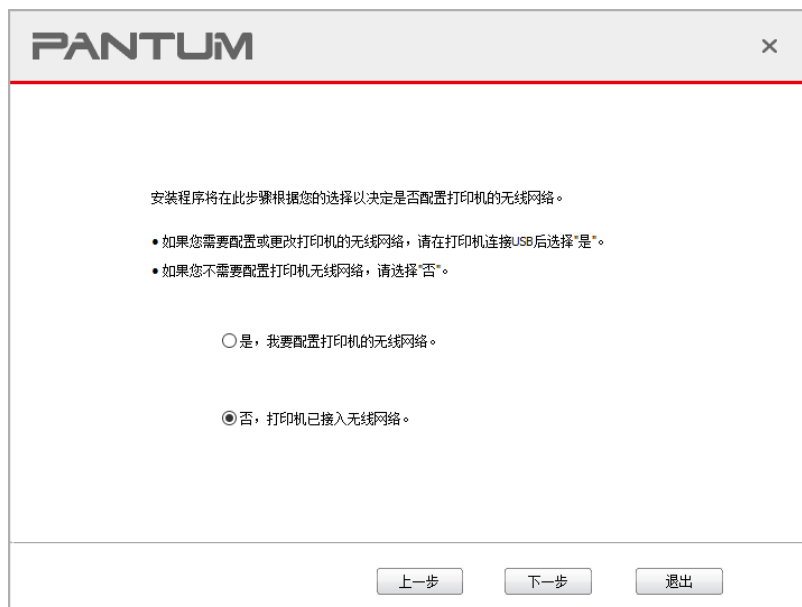 PANTUM
安装程序将在此步骤根据您的选择以决定是否配置打印机的无线网络。
• 如果您需要配置或更改打印机的无线网络，请在打印机连接USB后选择"是"。
• 如果您不需要配置打印机无线网络，请选择"否"。
是，我要配置打印机的无线网络。
否，打印机已接入无线网络。
上一步 下一步 退出